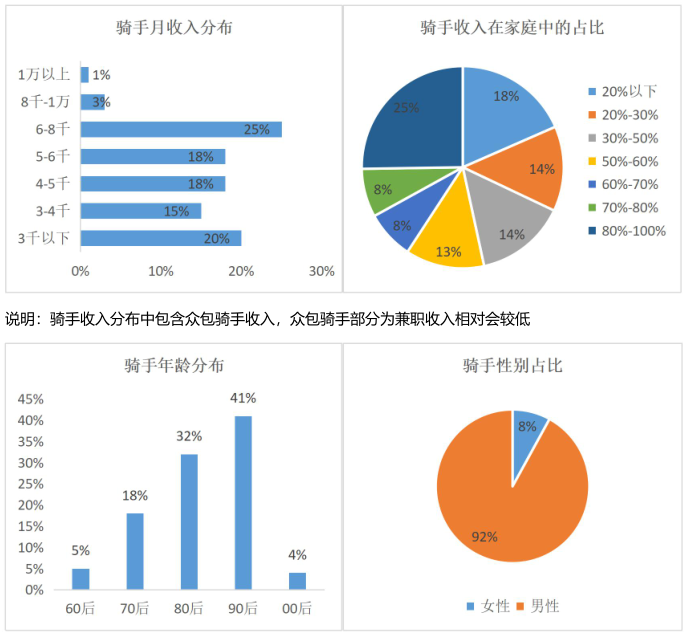 骑手月收入分布
1万以上
1%
8千-1万
3%
6-8千
25%
5-6千
18%
4-5千
18%
3-4千
15%
3千以下
20%
0%
10%
20%
30%
骑手收入在家庭中的占比
18%
14%
14%
13%
8%
8%
25%
20%以下
20%-30%
30%-50%
50%-60%
60%-70%
70%-80%
80%-100%
说明：骑手收入分布中包含众包骑手收入，众包骑手部分为兼职收入相对会较低
骑手年龄分布
45%
40%
35%
30%
25%
20%
15%
10%
5%
0%
5%
18%
32%
41%
4%
60后
70后
80后
90后
00后
骑手性别占比
8%
92%
女性
男性